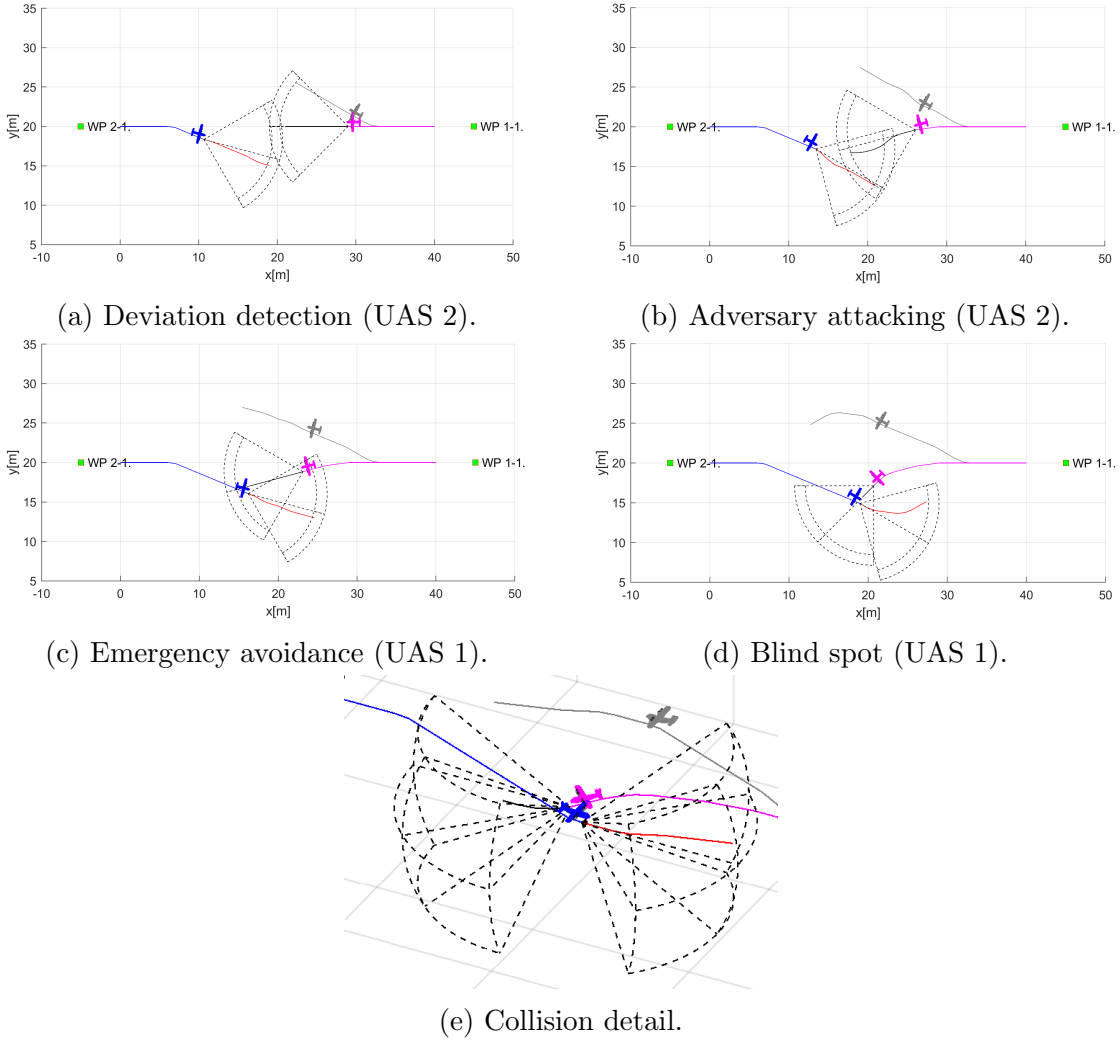 35
30
25
20
15
10
5
y[m]
WP 2-1.
WP 1-1.
-10
0
10
20
30
40
50
x[m]
(a) Deviation detection (UAS 2).
35
30
25
20
15
10
5
y[m]
WP 2-1.
WP 1-1.
-10
0
10
20
30
40
50
x[m]
(b) Adversary attacking (UAS 2).
35
30
25
20
15
10
5
y[m]
WP 2-1.
WP 1-1.
-10
0
10
20
30
40
50
x[m]
(c) Emergency avoidance (UAS 1).
35
30
25
20
15
10
5
y[m]
WP 2-1.
WP 1-1.
-10
0
10
20
30
40
50
x[m]
(d) Blind spot (UAS 1).
(e) Collision detail.